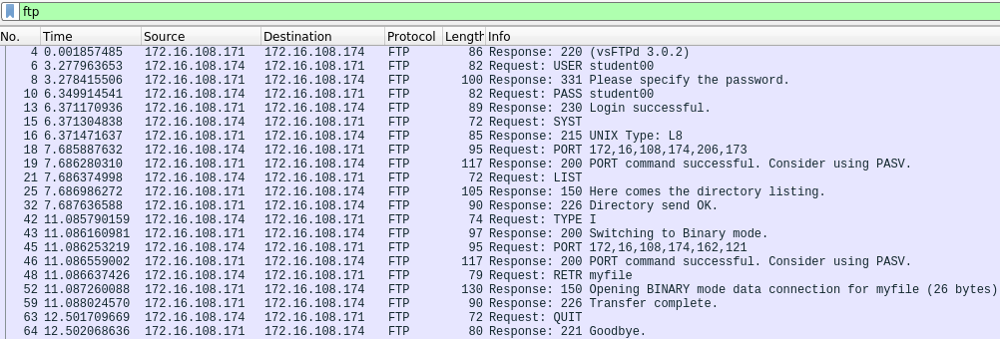 ftp
No. Time Source Destination Protocol Length Info
4 0.001857485 172.16.108.171 172.16.108.174 FTP 86 Response: 220 (vsFTPd 3.0.2)
6 3.277963653 172.16.108.174 172.16.108.171 FTP 82 Request: USER student00
8 3.278415506 172.16.108.171 172.16.108.174 FTP 100 Response: 331 Please specify the password.
10 6.349914541 172.16.108.174 172.16.108.171 FTP 82 Request: PASS student00
13 6.371170936 172.16.108.171 172.16.108.174 FTP 89 Response: 230 Login successful.
15 6.371304838 172.16.108.174 172.16.108.171 FTP 72 Request: SYST
16 6.371471637 172.16.108.171 172.16.108.174 FTP 85 Response: 215 UNIX Type: L8
18 7.685887632 172.16.108.174 172.16.108.171 FTP 95 Request: PORT 172,16,108,174,206,173
19 7.686280310 172.16.108.171 172.16.108.174 FTP 117 Response: 200 PORT command successful. Consider using PASV.
21 7.686374998 172.16.108.174 172.16.108.171 FTP 72 Request: LIST
25 7.686986272 172.16.108.171 172.16.108.174 FTP 105 Response: 150 Here comes the directory listing.
32 7.687636588 172.16.108.171 172.16.108.174 FTP 90 Response: 226 Directory send OK.
42 11.085790159 172.16.108.174 172.16.108.171 FTP 74 Request: TYPE I
43 11.086160981 172.16.108.171 172.16.108.174 FTP 97 Response: 200 Switching to Binary mode.
45 11.086253219 172.16.108.174 172.16.108.171 FTP 95 Request: PORT 172,16,108,174,162,121
46 11.086559002 172.16.108.171 172.16.108.174 FTP 117 Response: 200 PORT command successful. Consider using PASV.
48 11.086637426 172.16.108.174 172.16.108.171 FTP 79 Request: RETR myfile
52 11.087260088 172.16.108.171 172.16.108.174 FTP 130 Response: 150 Opening BINARY mode data connection for myfile (26 bytes)
59 11.088024570 172.16.108.171 172.16.108.174 FTP 90 Response: 226 Transfer complete.
63 12.501709669 172.16.108.174 172.16.108.171 FTP 72 Request: QUIT
64 12.502068636 172.16.108.171 172.16.108.174 FTP 80 Response: 221 Goodbye.